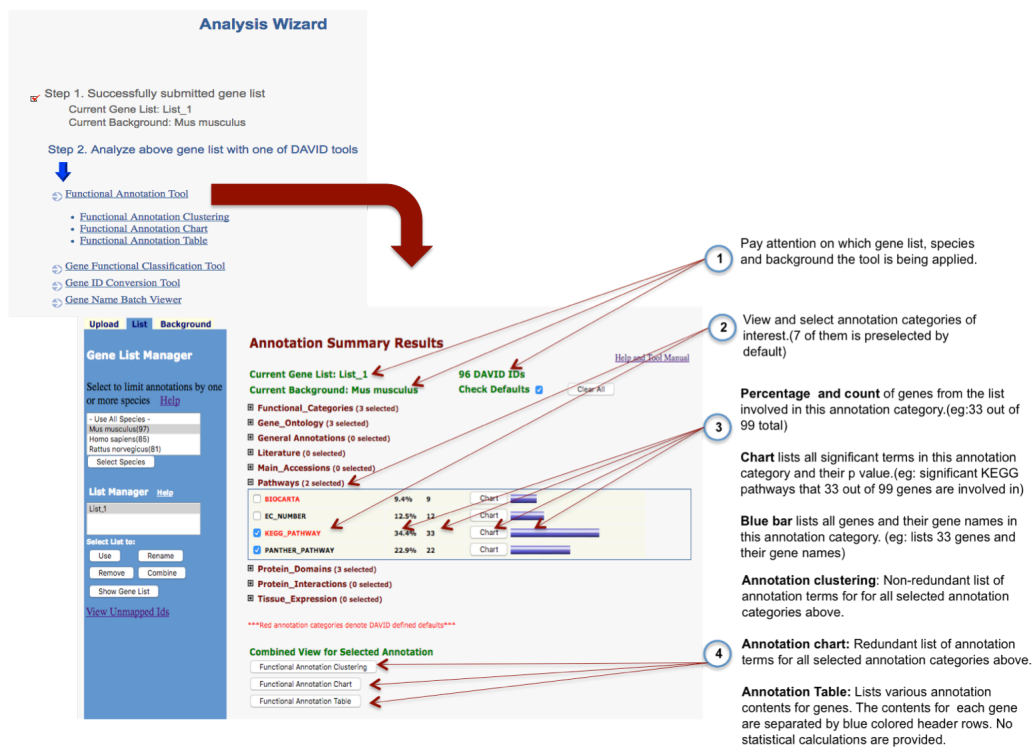 Analysis Wizard
Step 1. Successfully submitted gene list
Current Gene List: List_1
Current Background: Mus musculus
Step 2. Analyze above gene list with one of DAVID tools
Functional Annotation Tool
• Functional Annotation Clustering
• Functional Annotation Chart
• Functional Annotation Table
Gene Functional Classification Tool
Gene ID Conversion Tool
Gene Name Batch Viewer
Upload List Background
Gene List Manager
Select to limit annotations by one
or more species Help
- Use All Species -
Mus musculus(97)
Homo sapiens(85)
Rattus norvegicus(81)
Select Species
List Manager Help
List_1
Select List to:
Use Rename
Remove Combine
Show Gene List
View Unmapped Ids
Annotation Summary Results
Help and Tool Manual
Current Gene List: List_1 96 DAVID IDs
Current Background: Mus musculus Check Defaults Clear All
Functional_Categories (3 selected)
Gene_Ontology (3 selected)
General Annotations (0 selected)
Literature (0 selected)
Main_Accessions (0 selected)
Pathways (2 selected)
BIOCARTA 9.4% 9 Chart
EC_NUMBER 12.5% 12 Chart
KEGG_PATHWAY 34.4% 33 Chart
PANTHER_PATHWAY 22.9% 22 Chart
Protein_Domains (3 selected)
Protein_Interactions (0 selected)
Tissue_Expression (0 selected)
***Red annotation categories denote DAVID defined defaults***
Combined View for Selected Annotation
Functional Annotation Clustering
Functional Annotation Chart
Functional Annotation Table
1
Pay attention on which gene list, species
and background the tool is being applied.
2
View and select annotation categories of
interest.(7 of them is preselected by
default)
3
Percentage and count of genes from the list
involved in this annotation category.(eg:33 out of
99 total)
Chart lists all significant terms in this annotation
category and their p value.(eg: significant KEGG
pathways that 33 out of 99 genes are involved in)
Blue bar lists all genes and their gene names in
this annotation category. (eg: lists 33 genes and
their gene names)
4
Annotation clustering: Non-redundant list of
annotation terms for for all selected annotation
categories above.
Annotation chart: Redundant list of annotation
terms for all selected annotation categories above.
Annotation Table: Lists various annotation
contents for genes. The contents for each gene
are separated by blue colored header rows. No
statistical calculations are provided.